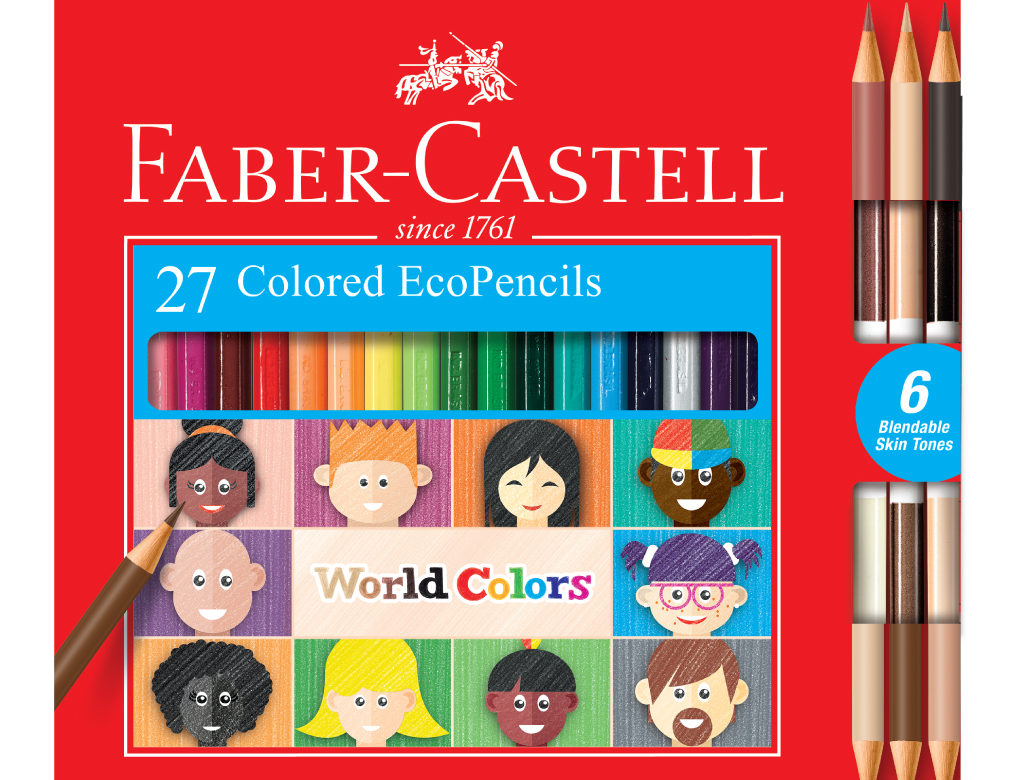 FABER-CASTELL
since 1761
27 Colored EcoPencils
World Colors
6
Blendable
Skin Tones